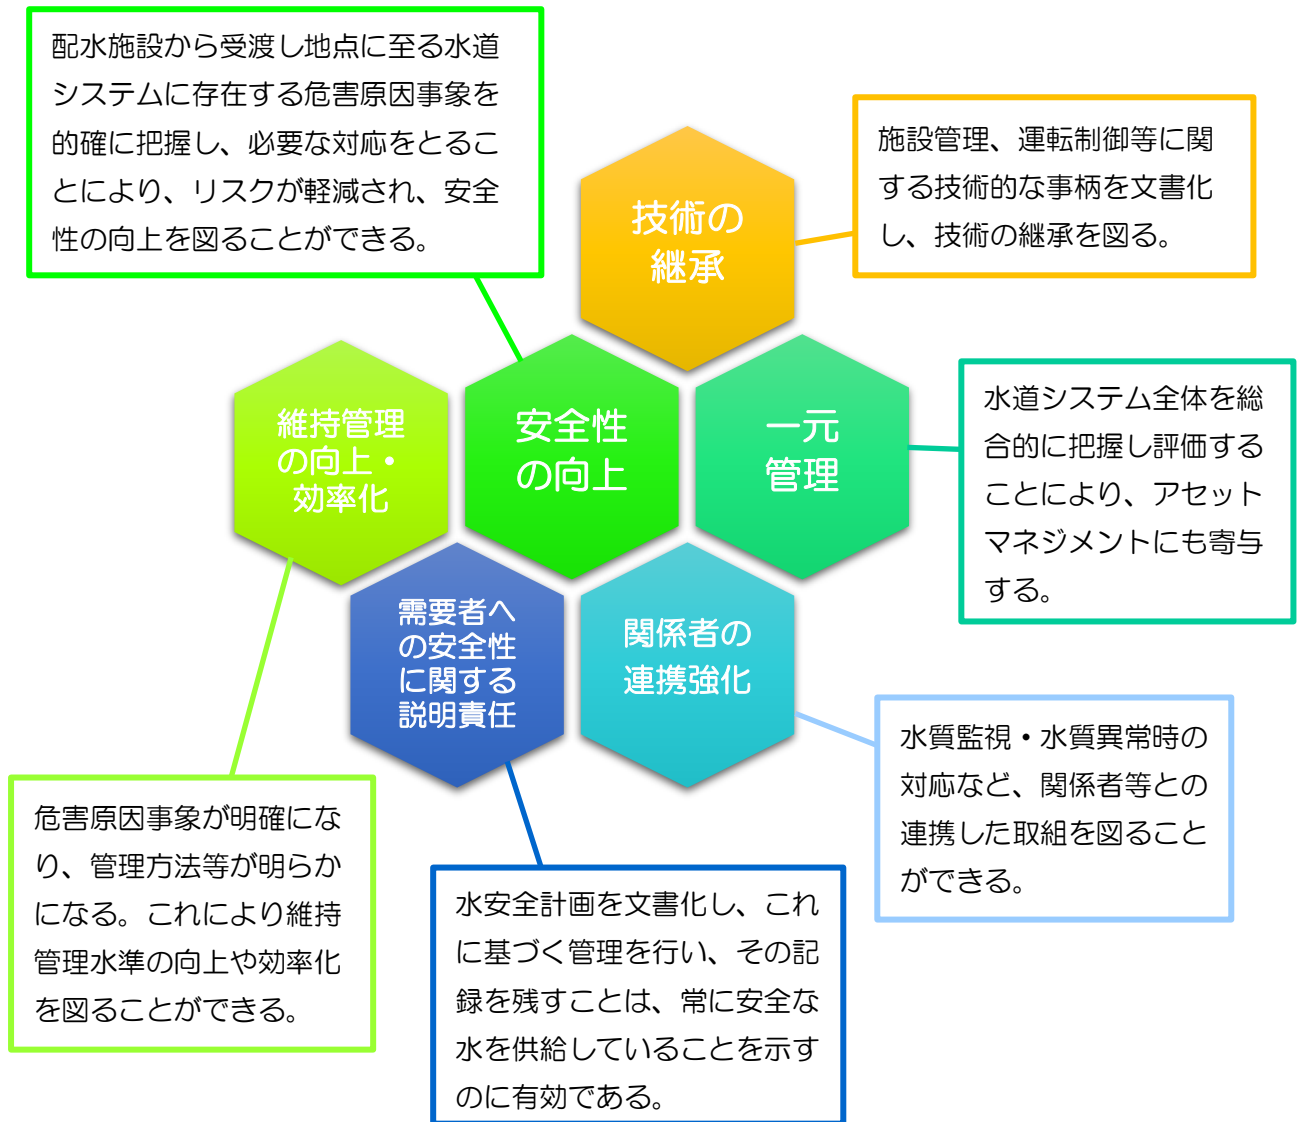 配水施設から受渡し地点に至る水道
システムに存在する危害原因事象を
的確に把握し、必要な対応をとるこ
とにより、リスクが軽減され、安全
性の向上を図ることができる。
施設管理、運転制御等に関
する技術的な事柄を文書化
し、技術の継承を図る。
技術の
継承
維持管理
の向上・
効率化
安全性
の向上
一元
管理
水道システム全体を総
合的に把握し評価する
ことにより、アセット
マネジメントにも寄与
する。
需要者へ
の安全性
に関する
説明責任
関係者の
連携強化
水質監視・水質異常時の
対応など、関係者等との
連携した取組を図ること
ができる。
危害原因事象が明確にな
り、管理方法等が明らか
になる。これにより維持
管理水準の向上や効率化
を図ることができる。
水安全計画を文書化し、これ
に基づく管理を行い、その記
録を残すことは、常に安全な
水を供給していることを示す
のに有効である。